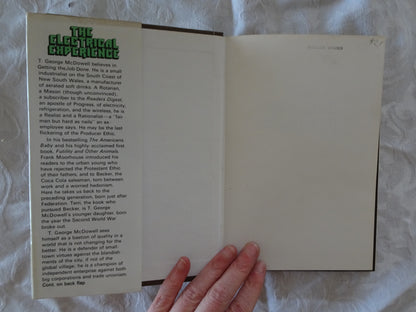 THE
ELECTRICAL
EXPERIENCE
T. George McDowell believes in
Getting the Job Done. He is a small
industrialist on the South Coast of
New South Wales, a manufacturer
of aerated soft drinks. A Rotarian,
a Mason (though unconvinced),
a subscriber to the Readers Digest,
an apostle of Progress, of electricity,
refrigeration, and the wireless, he is
a Realist and a Rationalist—a "fair
man but hard as nails" an ex
employee says. He may be the last
flickering of the Producer Ethic.
In his bestselling The Americans
Baby and his highly acclaimed first
book, Futility and Other Animals,
Frank Moorhouse introduced his
readers to the urban young who
have rejected the Protestant Ethic
of their fathers, and to Becker, the
Coca Cola salesman, torn between
work and a worried hedonism.
Here he takes us back to the
preceding generation, born just after
Federation. Terri, the kook who
pursued Becker, is T. George
McDowell's younger daughter, born
the year the Second World War
broke out.
T. George McDowell sees
himself as a bastion of quality in a
world that is not changing for the
better. He is a defender of small
town virtues against the blandish-
ments of the city, if not of the
global village; he is a champion of
independent enterprise against both
big corporations and trade unionism.
Cont. on back flap